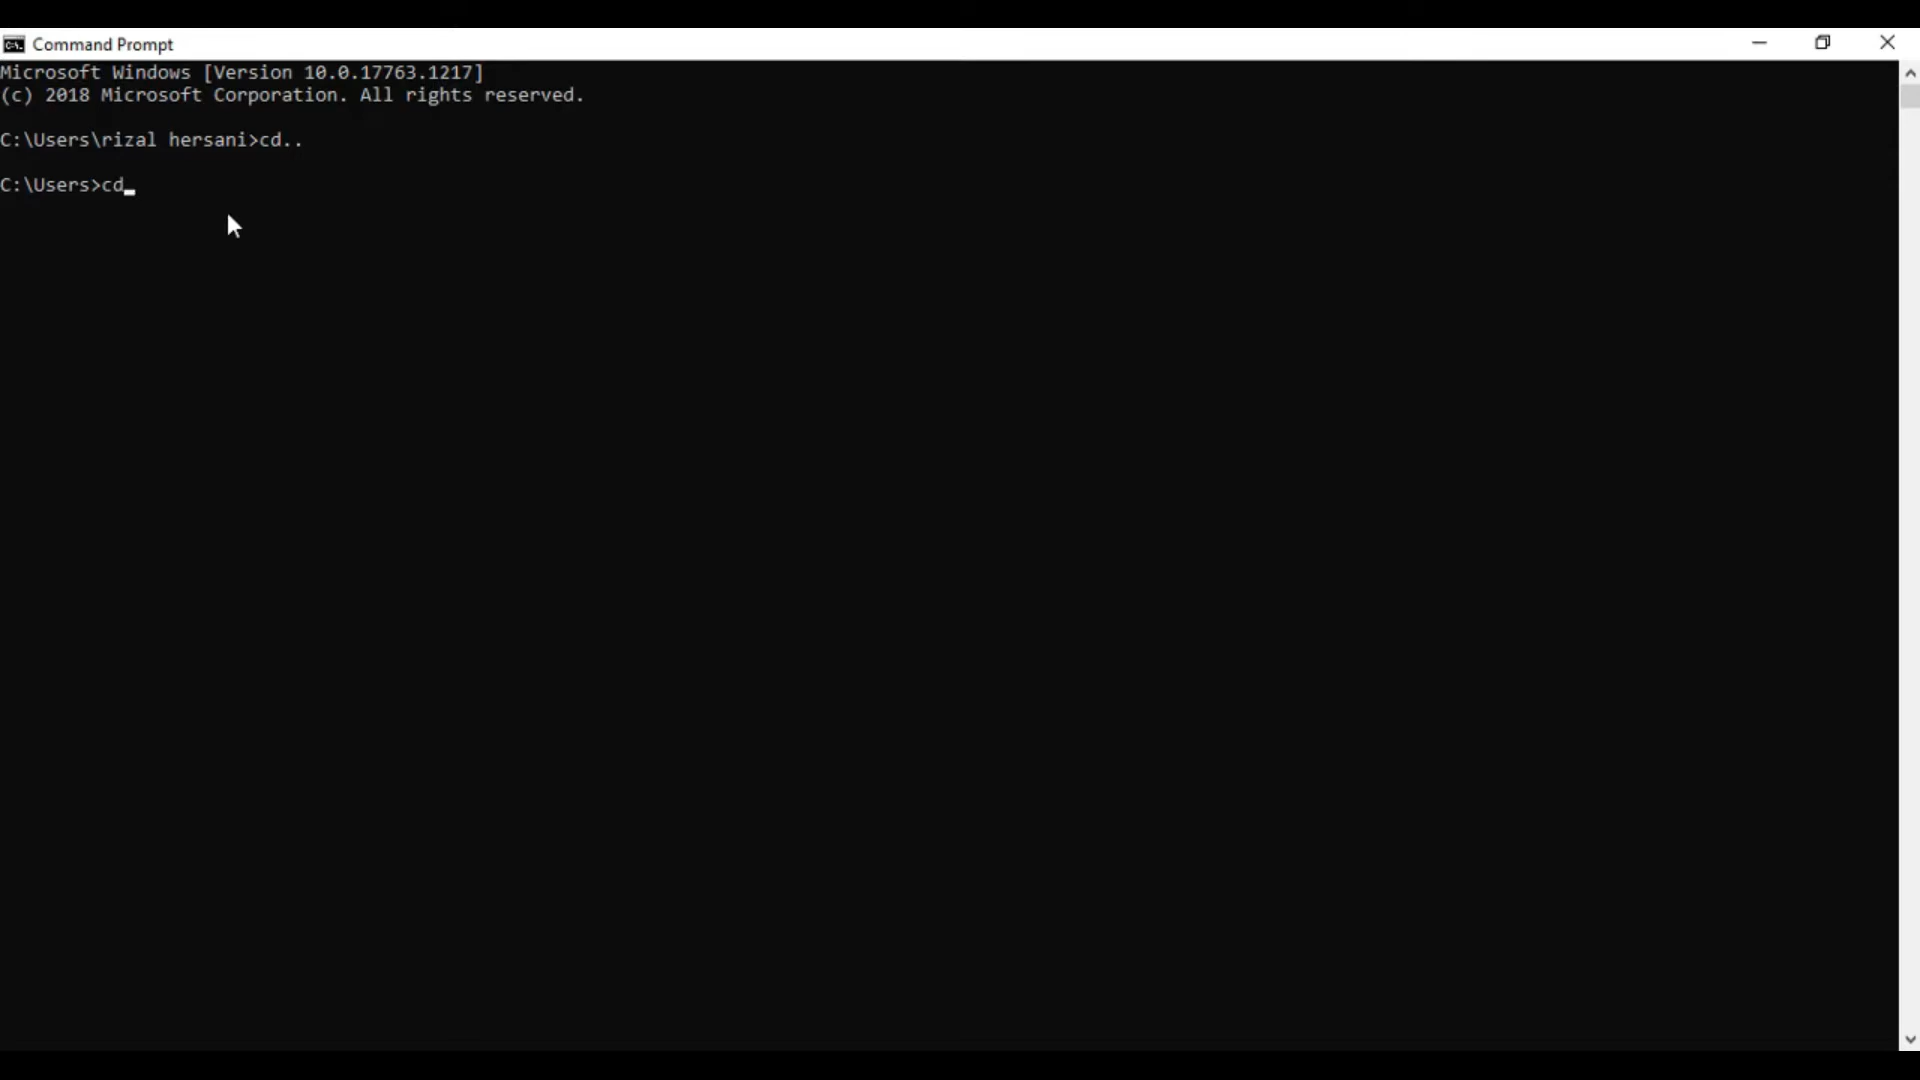 Command Prompt
Microsoft Windows [Version 10.0.17763.1217]
(c) 2018 Microsoft Corporation. All rights reserved.
C:\Users\rizal hersani>cd..
C:\Users>cd